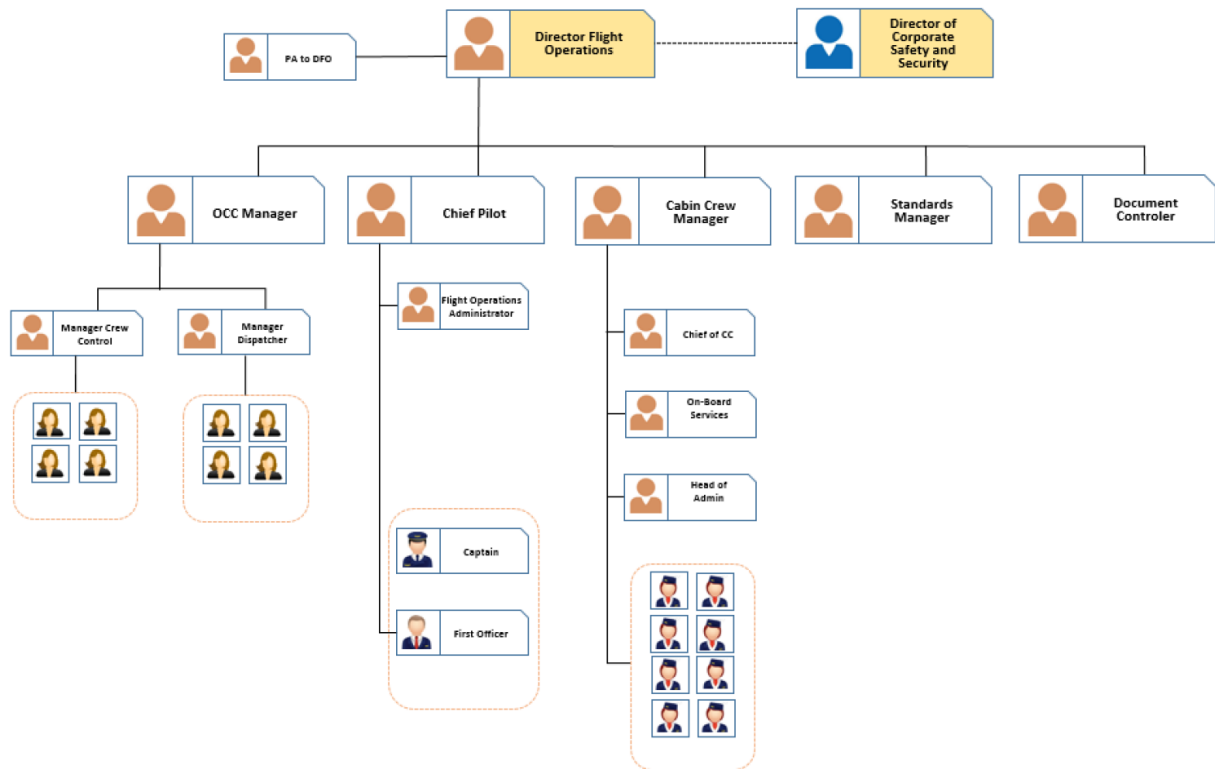 Director Flight
Operations
Director of
Corporate
Safety and
Security
PA to DFO
OCC Manager
Chief Pilot
Cabin Crew
Manager
Standards
Manager
Document
Controler
Flight Operations
Administrator
Manager Crew
Control
Manager
Dispatcher
Chief of CC
On-Board
Services
Head of
Admin
Captain
First Officer